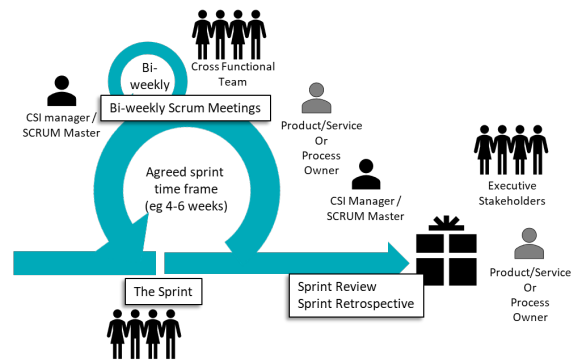 Bi-
weekly
Cross Functional
Team
Bi-weekly Scrum Meetings
CSI manager /
SCRUM Master
Product/Service
Or
Process
Owner
Agreed sprint
time frame
(eg 4-6 weeks)
CSI Manager /
SCRUM Master
Executive
Stakeholders
Product/Service
Or
Process
Owner
The Sprint
Sprint Review
Sprint Retrospective